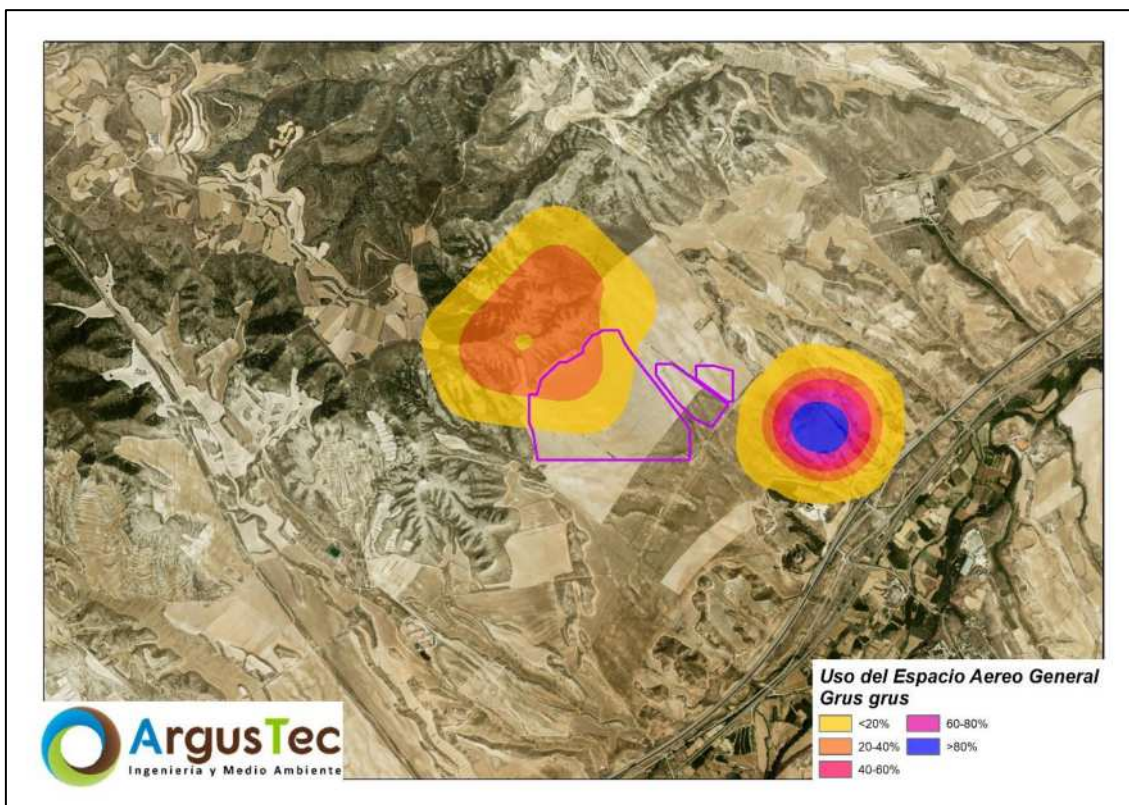 Uso del Espacio Aereo General
Grus grus
<20%
20-40%
40-60%
60-80%
>80%
ArgusTec
Ingeniería y Medio Ambiente